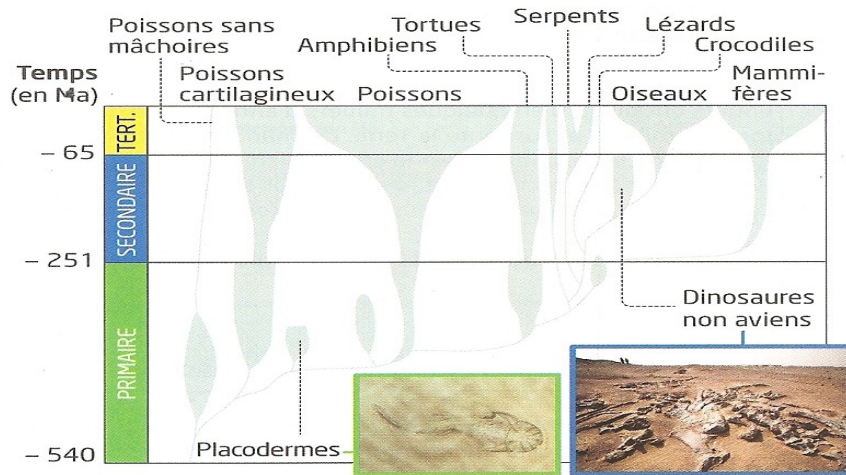 Poissons sans
mâchoires
Tortues
Serpents
Lézards
Amphibiens
Crocodiles
Temps
(en Ma)
Poissons
cartilagineux
Poissons
Oiseaux
Mammi-
fères
TERT.
– 65
SECONDAIRE
– 251
PRIMAIRE
Dinosaures
non aviens
Placodermes
– 540